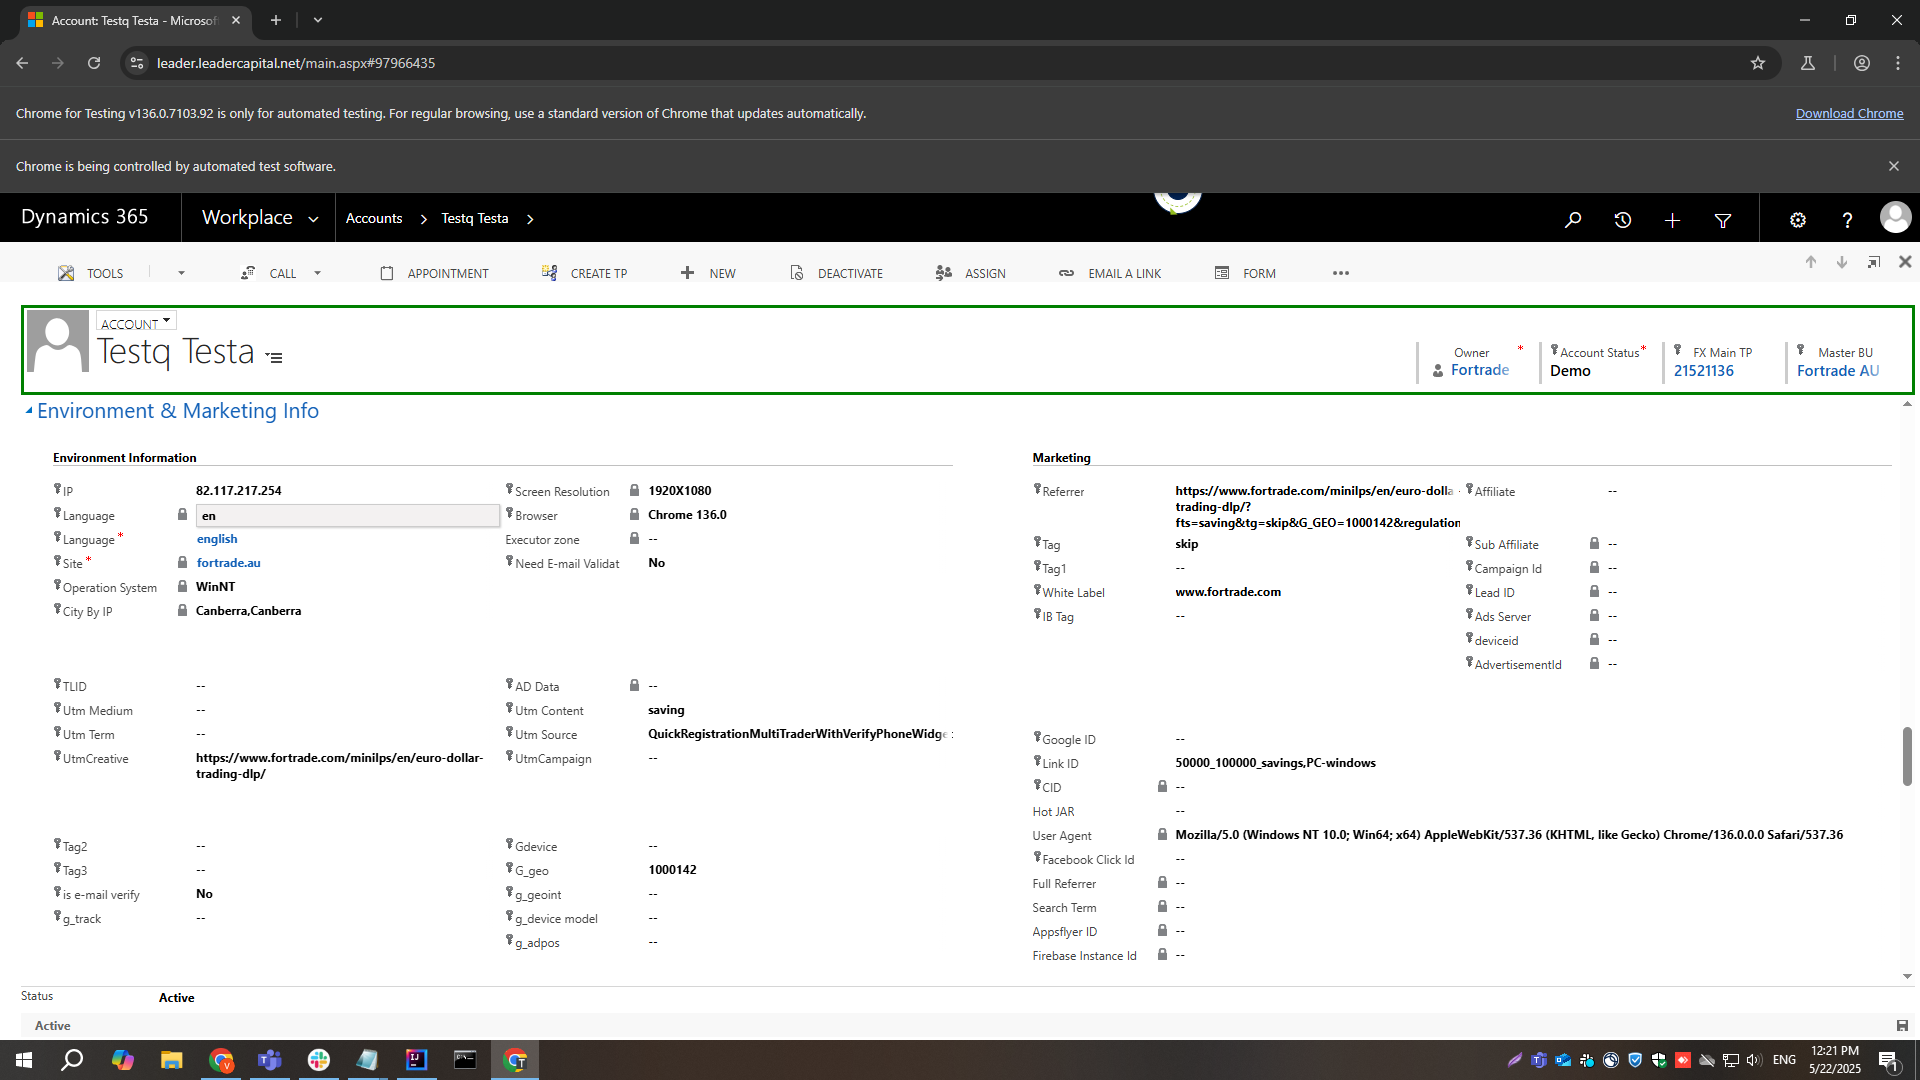 Account: Testq Testa - Microsof
leader.leadercapital.net/main.aspx#97966435
Chrome for Testing v136.0.7103.92 is only for automated testing. For regular browsing, use a standard version of Chrome that updates automatically.
Download Chrome
Chrome is being controlled by automated test software.
Dynamics 365
Workplace
Accounts
Testq Testa
TOOLS
CALL
APPOINTMENT
CREATE TP
NEW
DEACTIVATE
ASSIGN
EMAIL A LINK
FORM
ACCOUNT
Testq Testa
Owner *
Fortrade
Account Status *
Demo
FX Main TP
21521136
Master BU
Fortrade AU
Environment & Marketing Info
Environment Information
IP 82.117.217.254
Language en
Language * english
Site * fortrade.au
Operation System WinNT
City By IP Canberra,Canberra
Screen Resolution 1920X1080
Browser Chrome 136.0
Executor zone --
Need E-mail Validat No
TLID --
Utm Medium --
Utm Term --
UtmCreative https://www.fortrade.com/minilps/en/euro-dollar-
trading-dlp/
AD Data --
Utm Content saving
Utm Source QuickRegistrationMultiTraderWithVerifyPhoneWidge
UtmCampaign --
Tag2 --
Tag3 --
is e-mail verify No
g_track --
Gdevice --
G_geo 1000142
g_geoint --
g_device model --
g_adpos --
Marketing
Referrer https://www.fortrade.com/minilps/en/euro-dolla
trading-dlp/?
fts=saving&tg=skip&G_GEO=1000142&regulation
Tag skip
Tag1 --
White Label www.fortrade.com
IB Tag --
Affiliate --
Sub Affiliate --
Campaign Id --
Lead ID --
Ads Server --
deviceid --
AdvertisementId --
Google ID --
Link ID 50000_100000_savings,PC-windows
CID --
Hot JAR --
User Agent Mozilla/5.0 (Windows NT 10.0; Win64; x64) AppleWebKit/537.36 (KHTML, like Gecko) Chrome/136.0.0.0 Safari/537.36
Facebook Click Id --
Full Referrer --
Search Term --
Appsflyer ID --
Firebase Instance Id --
Status Active
Active
ENG
12:21 PM
5/22/2025
1